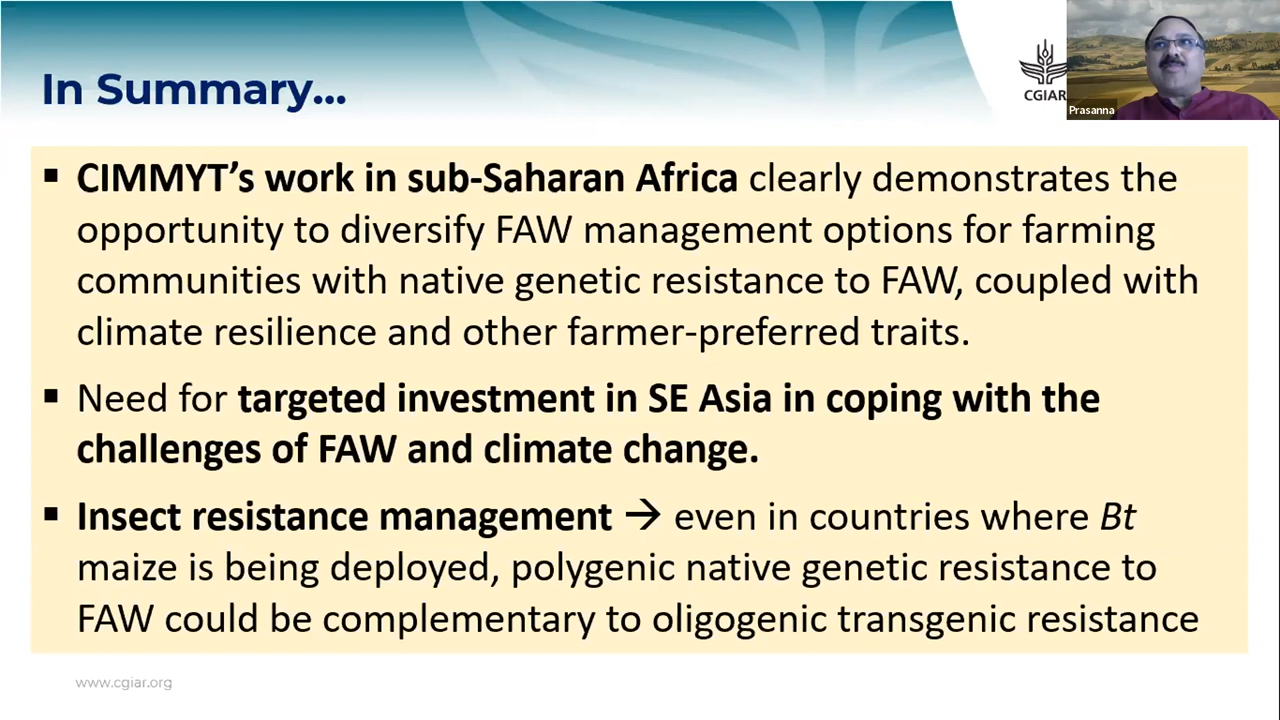 In Summary...
CGIAR
Prasanna
▪ CIMMYT’s work in sub-Saharan Africa clearly demonstrates the
opportunity to diversify FAW management options for farming
communities with native genetic resistance to FAW, coupled with
climate resilience and other farmer-preferred traits.
▪ Need for targeted investment in SE Asia in coping with the
challenges of FAW and climate change.
▪ Insect resistance management → even in countries where Bt
maize is being deployed, polygenic native genetic resistance to
FAW could be complementary to oligogenic transgenic resistance
www.cgiar.org